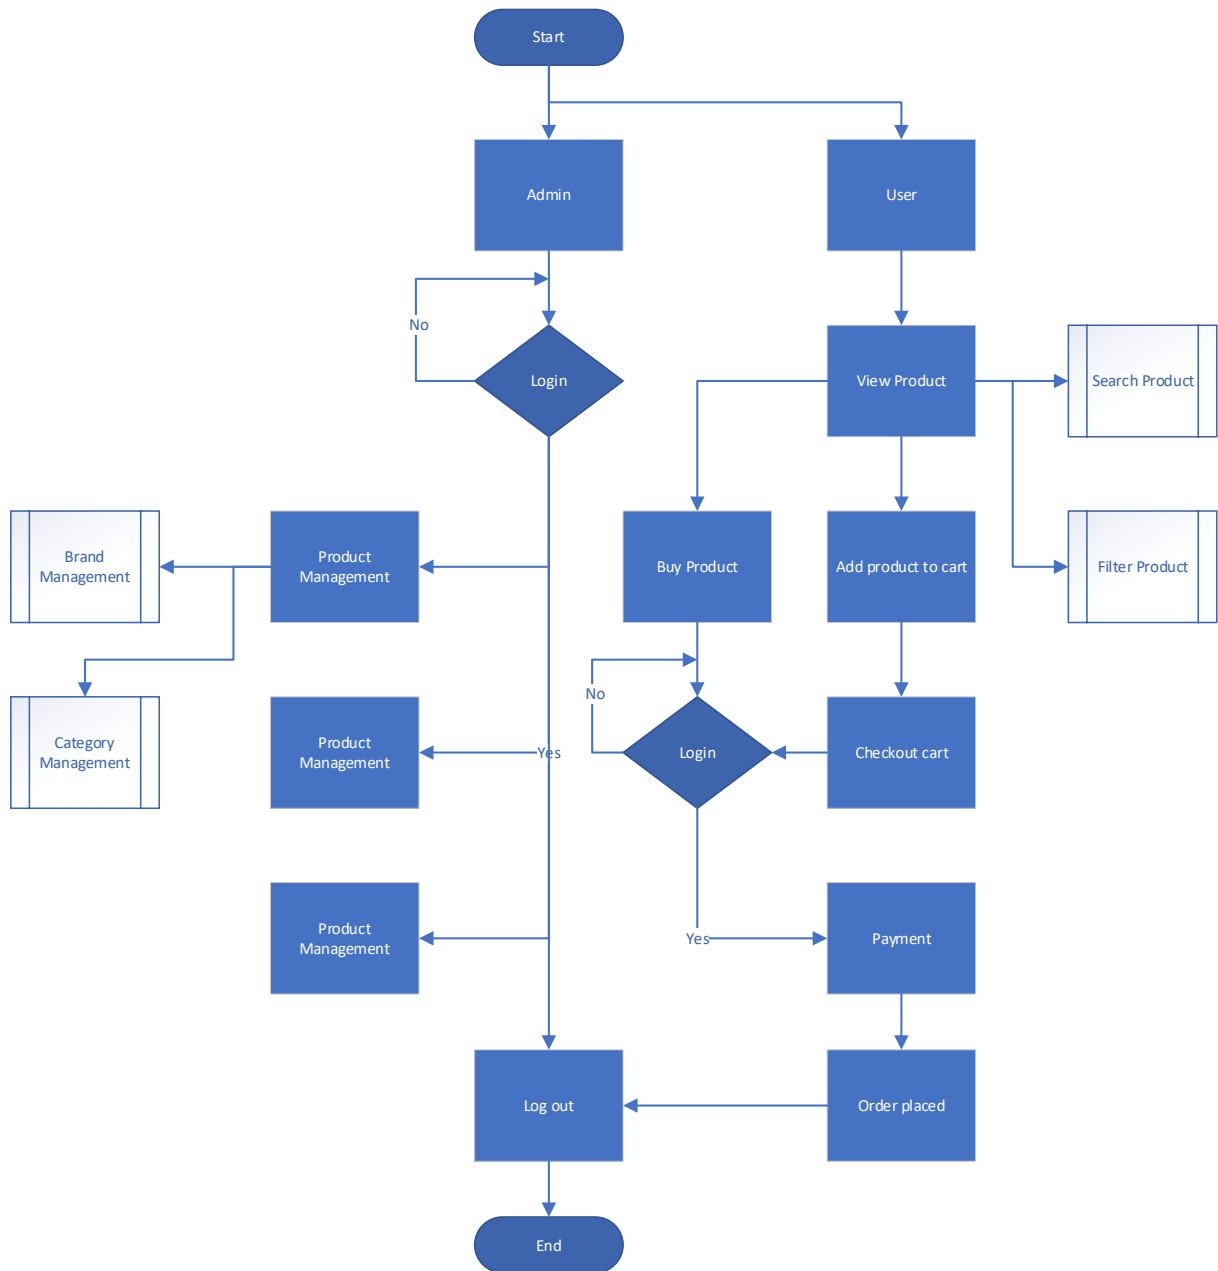 Start
Admin
User
No
Login
View Product
Search Product
Brand
Management
Product
Management
Buy Product
Add product to cart
Filter Product
No
Category
Management
Product
Management
Yes
Login
Checkout cart
Product
Management
Yes
Payment
Log out
Order placed
End